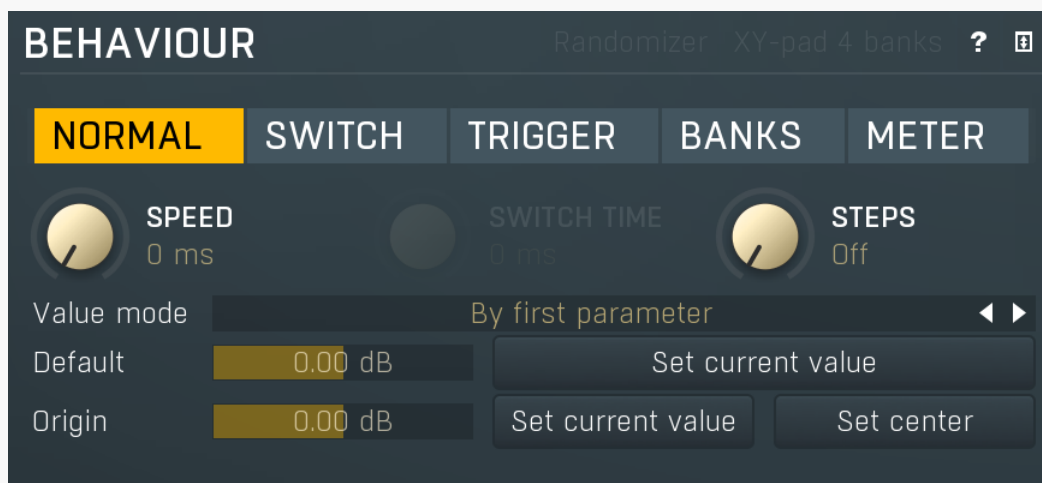 BEHAVIOUR Randomizer XY-pad 4 banks ?
NORMAL SWITCH TRIGGER BANKS METER
SPEED SWITCH TIME STEPS
0 ms 0 ms Off
Value mode By first parameter
Default 0.00 dB Set current value
Origin 0.00 dB Set current value Set center